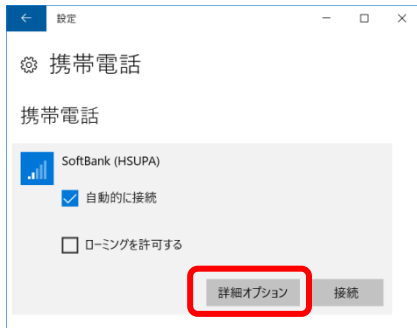 設定
携帯電話
携帯電話
SoftBank (HSUPA)
自動的に接続
ローミングを許可する
詳細オプション 接続